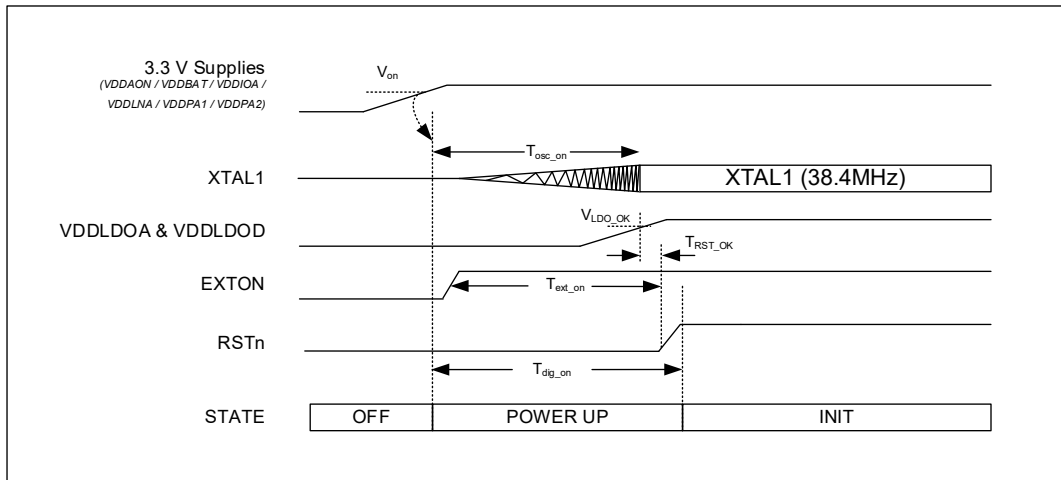 3.3 V Supplies
(VDDAON / VDDBAT / VDDIOA /
VDDLNA / VDDPA1 / VDDPA2)
Von
Tosc_on
XTAL1
XTAL1 (38.4MHz)
VLDO_OK
VDDLDOA & VDDLDOD
TRST_OK
EXTON
Text_on
RSTn
Tdig_on
STATE
OFF
POWER UP
INIT